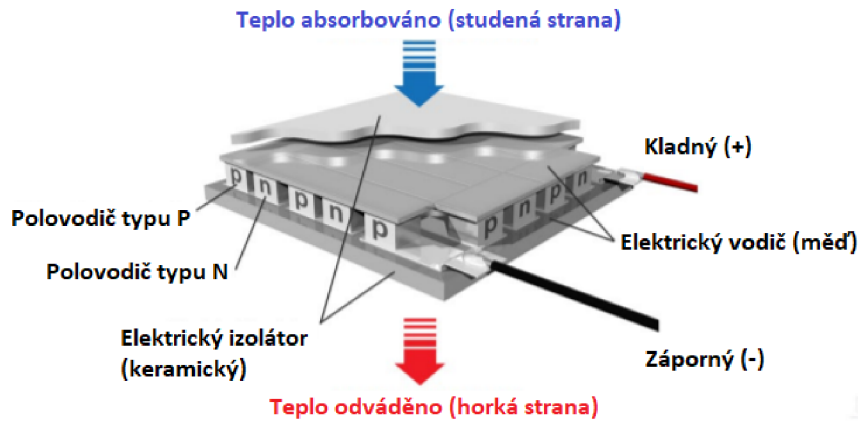 Teplo absorbováno (studená strana)
Kladný (+)
p n p n p
p n p n
Polovodič typu P
Elektrický vodič (měď)
Polovodič typu N
Elektrický izolátor
(keramický)
Záporný (-)
Teplo odváděno (horká strana)